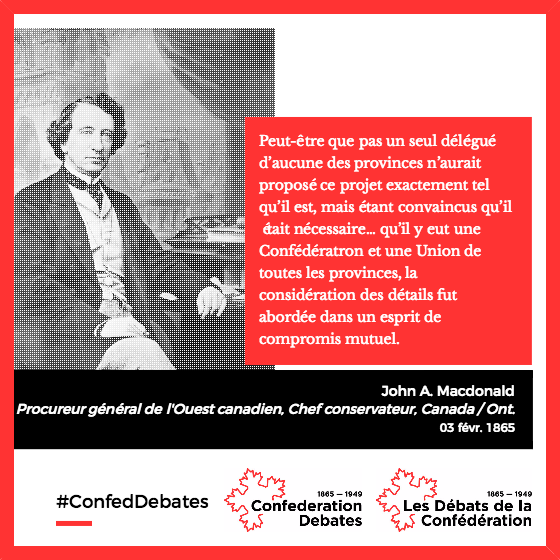 Peut-être que pas un seul délégué
d'aucune des provinces n'aurait
proposé ce projet exactement tel
qu'il est, mais étant convaincus qu'il
était nécessaire... qu'il y eut une
Confédératron et une Union de
toutes les provinces, la
considération des détails fut
abordée dans un esprit de
compromis mutuel.
John A. Macdonald
Procureur général de l'Ouest canadien, Chef conservateur, Canada / Ont.
03 févr. 1865
#ConfedDebates
1865 — 1949
Confederation
Debates
1865 — 1949
Les Débats de la
Confédération